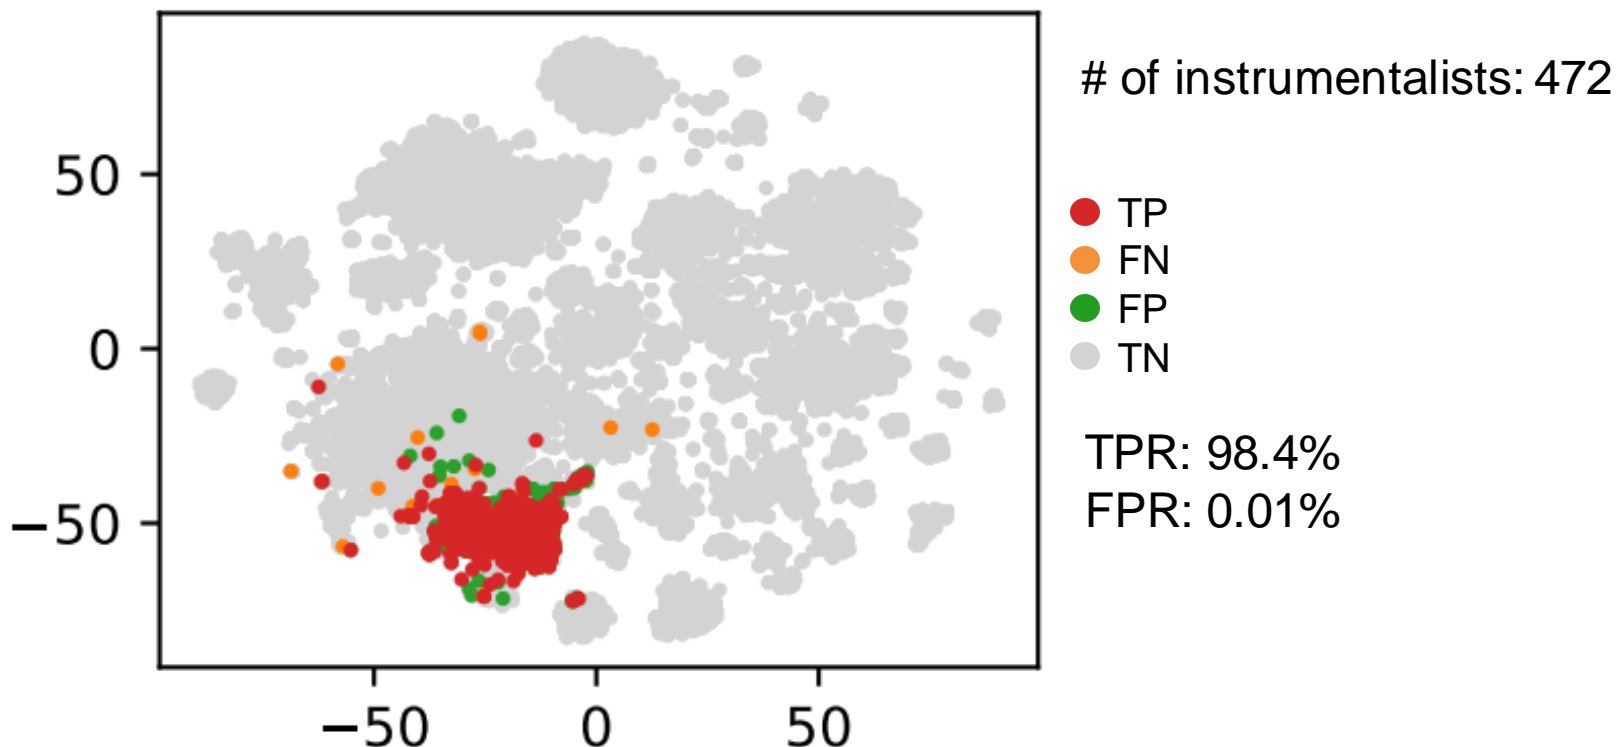 # of instrumentalists: 472
50
0
−50
−50 0 50
TP
FN
FP
TN
TPR: 98.4%
FPR: 0.01%